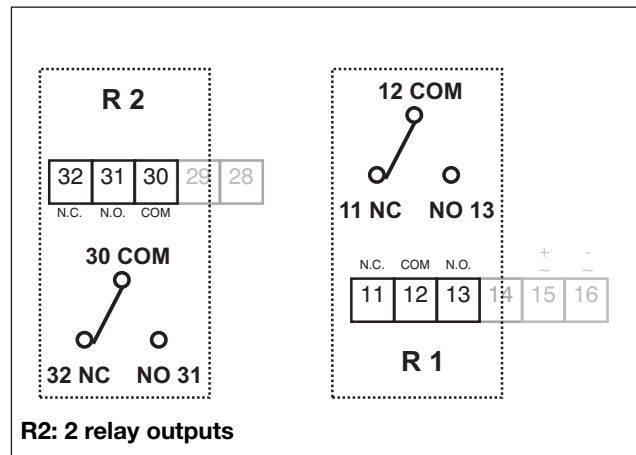 R 2
32 31 30 29 28
N.C. N.O. COM
30 COM
32 NC NO 31
12 COM
11 NC NO 13
+ -
~ ~
N.C. COM N.O.
11 12 13 14 15 16
R 1
R2: 2 relay outputs